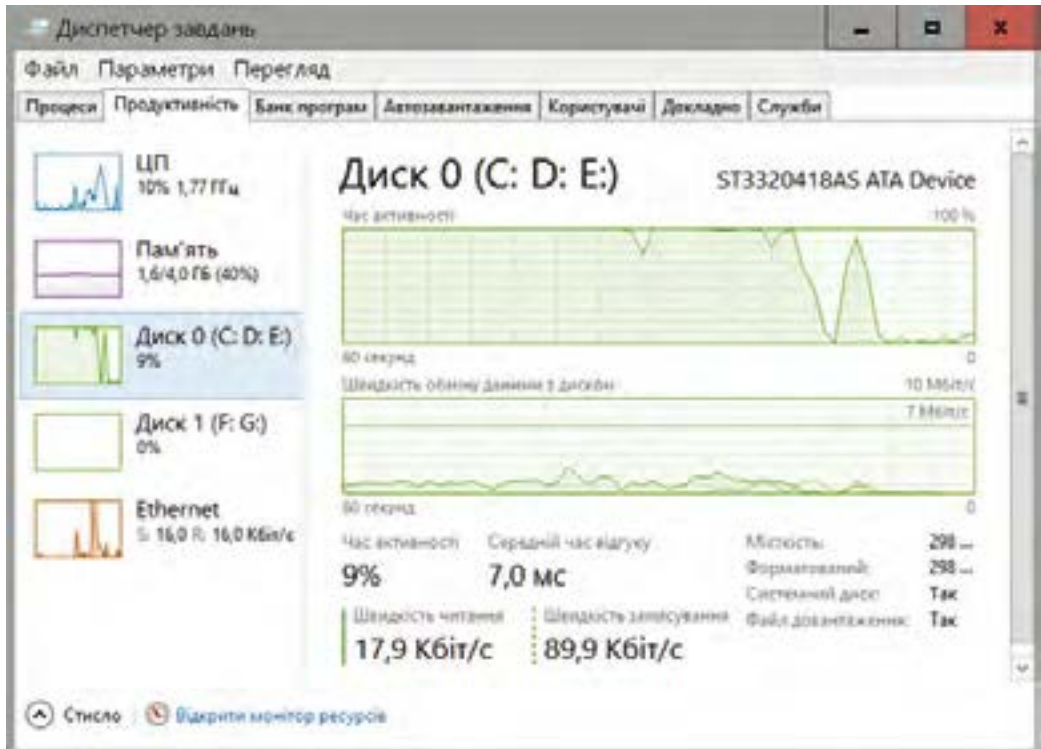 Диспетчер завдань
Файл Параметри Перегляд
Процеси Продуктивність Банк програм Автозавантаження Користувачі Докладно Служби
ЦП
10% 1,77 ГГц
Пам'ять
1,6/4,0 ГБ (40%)
Диск 0 (C: D: E:)
9%
Диск 1 (F: G:)
0%
Ethernet
S: 16,0 R: 16,0 Кбіт/с
Диск 0 (C: D: E:) ST3320418AS ATA Device
Час активності 100 %
60 секунд 0
Швидкість обміну даними з диском 10 Мбіт/с
7 Мбіт/с
60 секунд 0
Час активності Середній час відгуку
9% 7,0 мс
Швидкість читання Швидкість записування
17,9 Кбіт/с 89,9 Кбіт/с
Місткість: 298 ...
Форматований: 298 ...
Системний диск: Так
Файл довантаження: Так
Стисло Відкрити монітор ресурсів